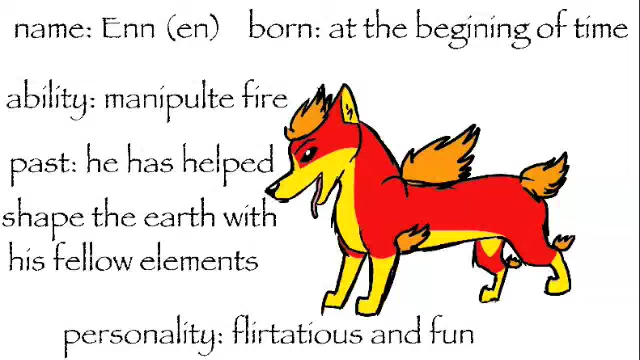 name: Enn (en) born: at the begining of time
ability: manipulte fire
past: he has helped
shape the earth with
his fellow elements
personality: flirtatious and fun